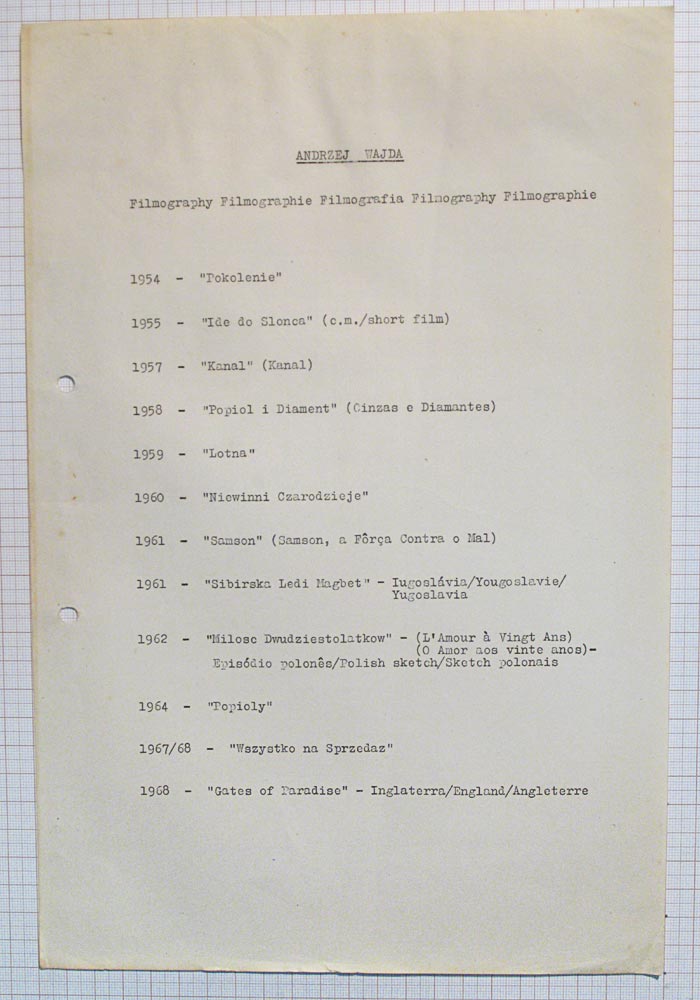 ANDRZEJ WAJDA
Filmography Filmographie Filmografia Filmography Filmographie
1954 - "Pokolenie"
1955 - "Ide do Slonca" (c.m./short film)
1957 - "Kanal" (Kanal)
1958 - "Popiol i Diament" (Cinzas e Diamantes)
1959 - "Lotna"
1960 - "Niewinni Czarodzieje"
1961 - "Samson" (Samson, a Fôrça Contra o Mal)
1961 - "Sibirska Ledi Magbet" - Iugoslávia/Yougoslavie/
Yugoslavia
1962 - "Milosc Dwudziestolatkow" - (L'Amour à Vingt Ans)
(O Amor aos vinte anos)-
Episódio polonês/Polish sketch/Sketch polonais
1964 - "Popioly"
1967/68 - "Wszystko na Sprzedaz"
1968 - "Gates of Paradise" - Inglaterra/England/Angleterre